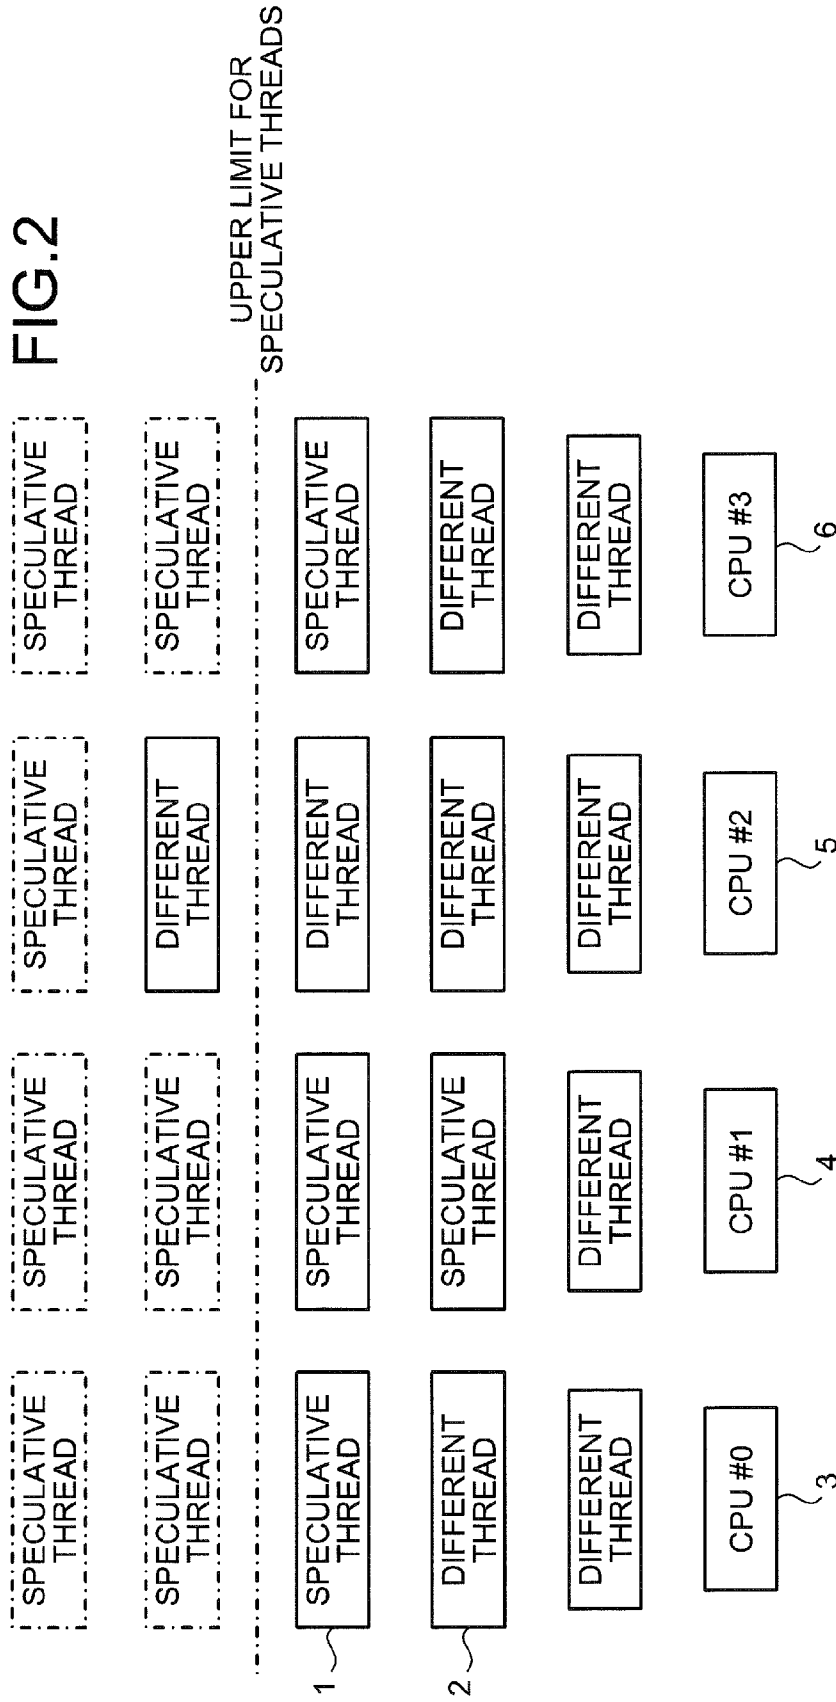 FIG.2
SPECULATIVE
THREAD
SPECULATIVE
THREAD
SPECULATIVE
THREAD
SPECULATIVE
THREAD
SPECULATIVE
THREAD
SPECULATIVE
THREAD
DIFFERENT
THREAD
SPECULATIVE
THREAD
UPPER LIMIT FOR
SPECULATIVE THREADS
1
SPECULATIVE
THREAD
SPECULATIVE
THREAD
DIFFERENT
THREAD
SPECULATIVE
THREAD
2
DIFFERENT
THREAD
SPECULATIVE
THREAD
DIFFERENT
THREAD
DIFFERENT
THREAD
DIFFERENT
THREAD
DIFFERENT
THREAD
DIFFERENT
THREAD
DIFFERENT
THREAD
CPU #0
CPU #1
CPU #2
CPU #3
3
4
5
6